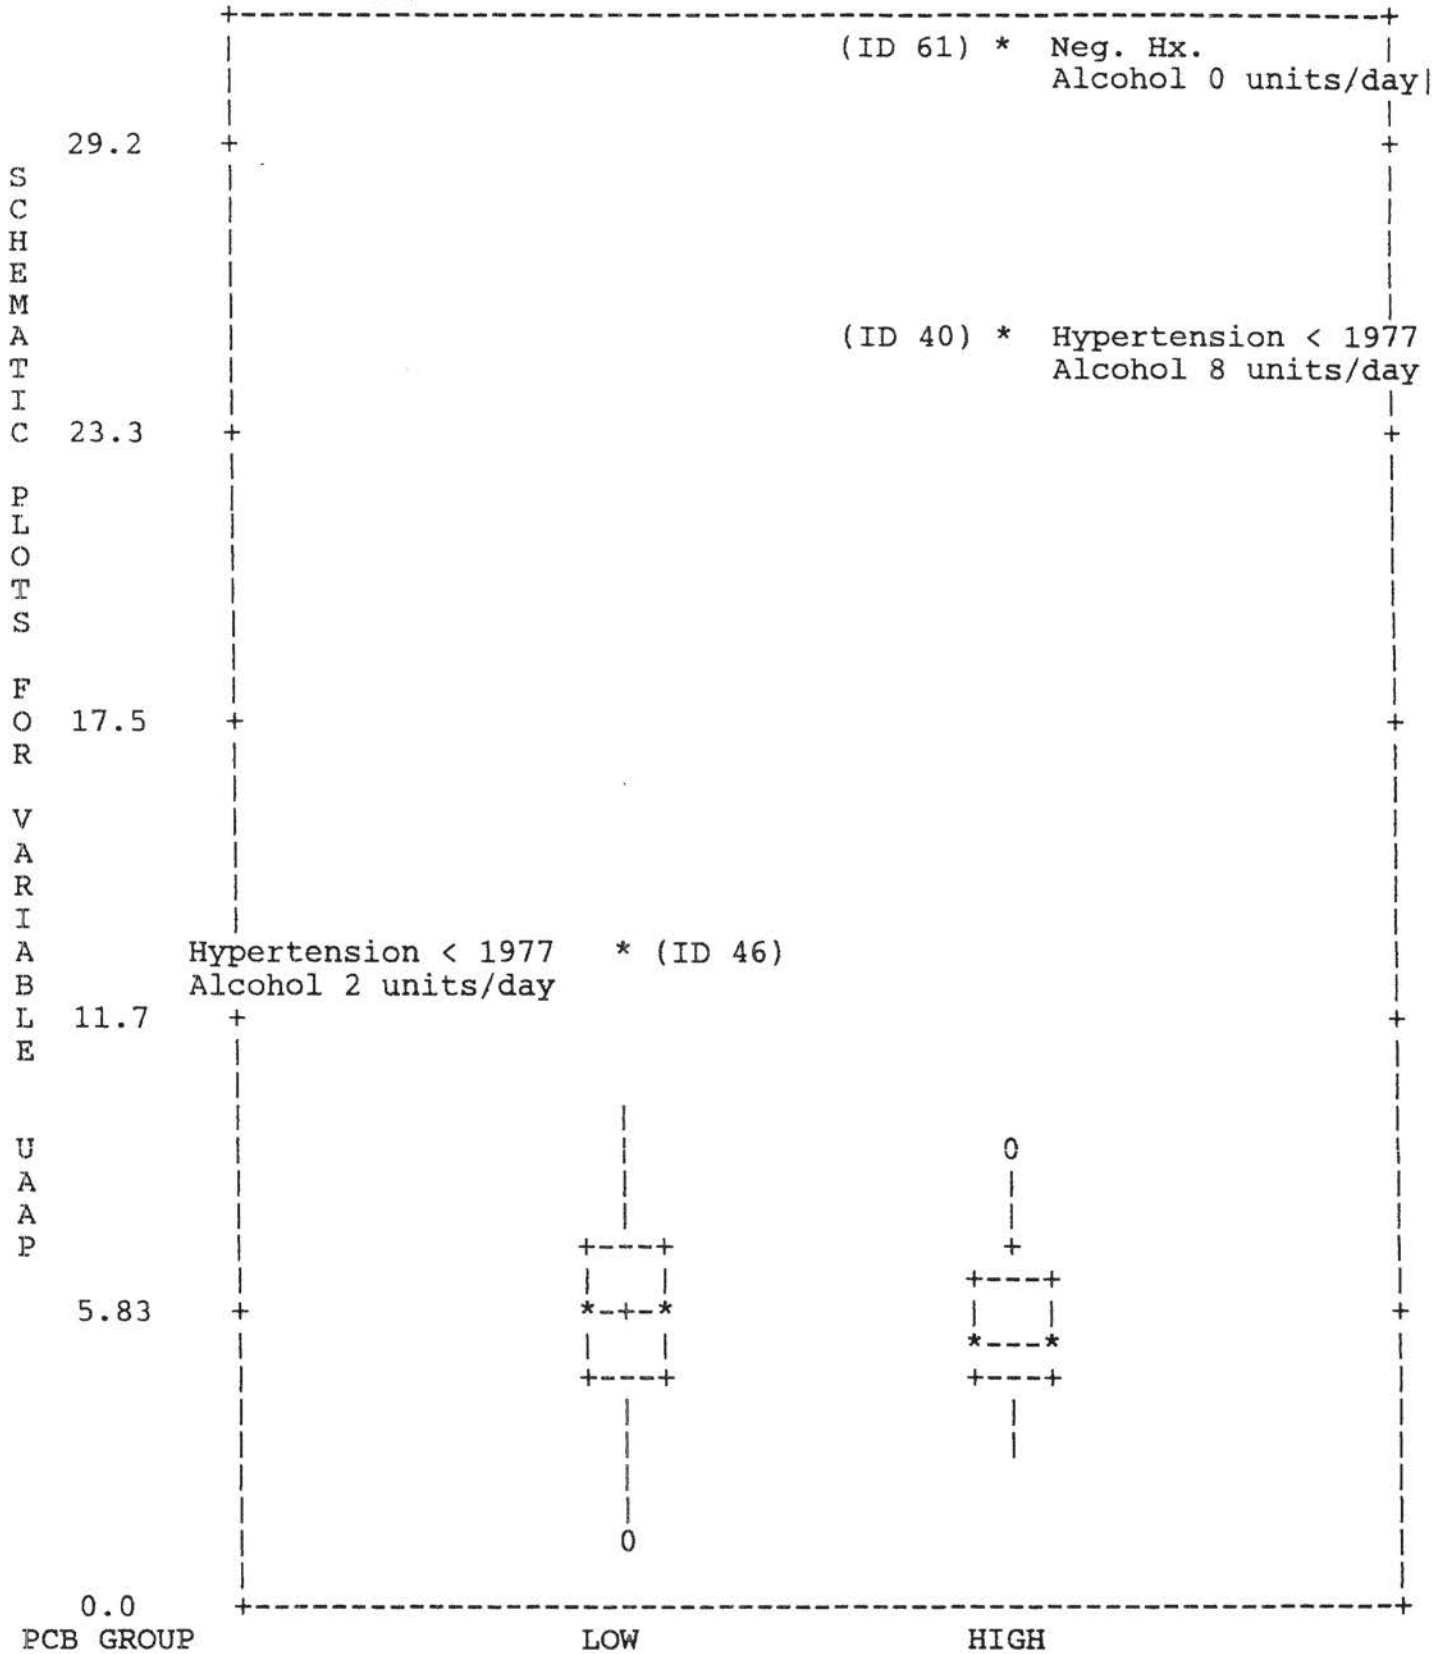 (ID 61) * Neg. Hx.
Alcohol 0 units/day
29.2
SCHEMATIC PLOTS FOR VARIABLE UAAP
(ID 40) * Hypertension < 1977
Alcohol 8 units/day
23.3
17.5
Hypertension < 1977 * (ID 46)
Alcohol 2 units/day
11.7
0
5.83
0
0.0
PCB GROUP LOW HIGH